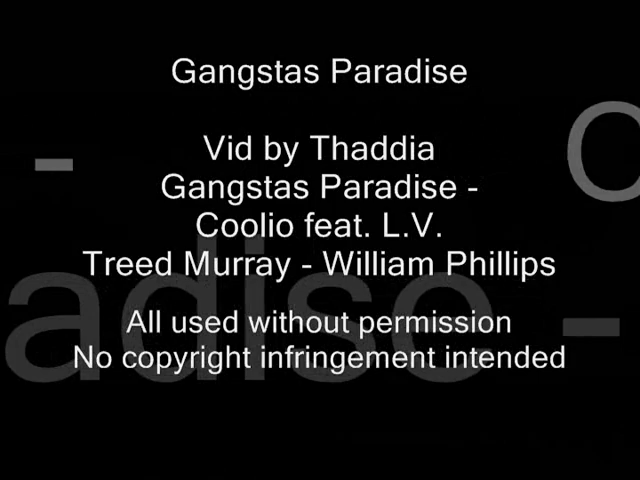 Gangstas Paradise
Vid by Thaddia
Gangstas Paradise -
Coolio feat. L.V.
Treed Murray - William Phillips
All used without permission
No copyright infringement intended